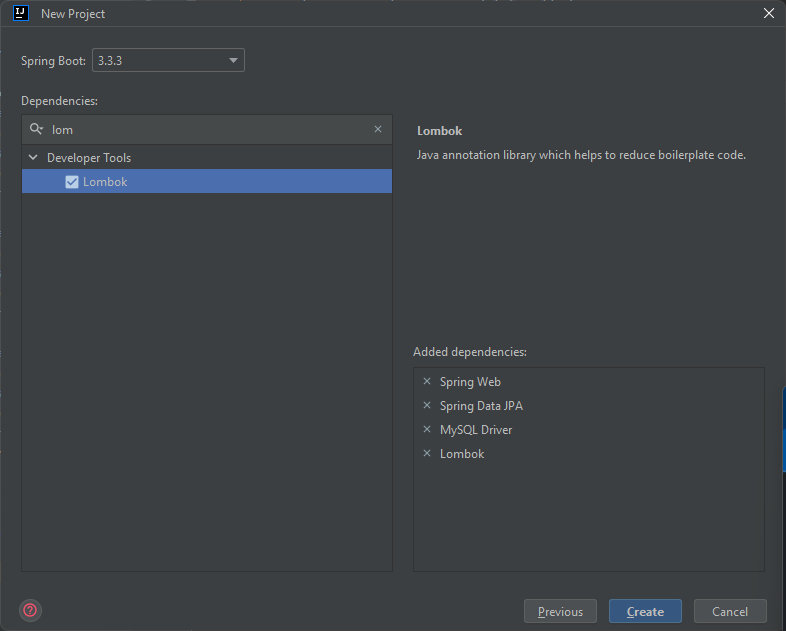 IJ New Project
Spring Boot: 3.3.3
Dependencies:
lom
Developer Tools
Lombok
Lombok
Java annotation library which helps to reduce boilerplate code.
Added dependencies:
Spring Web
Spring Data JPA
MySQL Driver
Lombok
? Previous Create Cancel